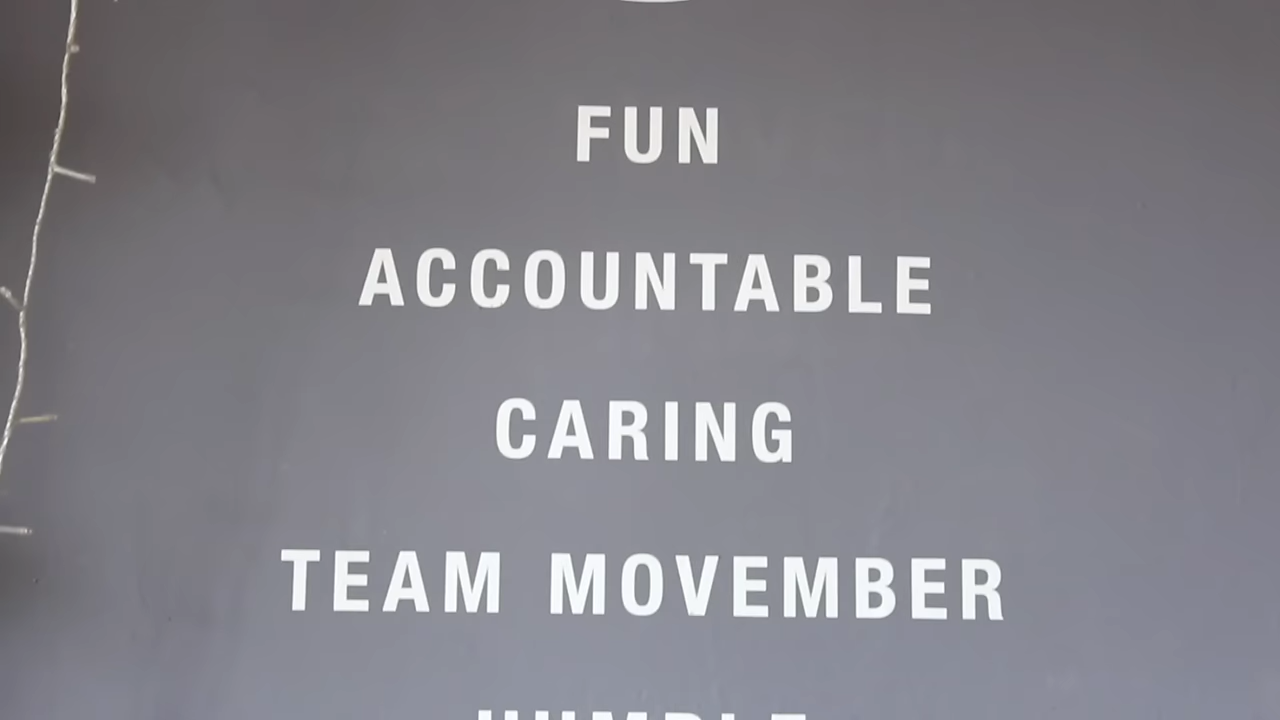 FUN
ACCOUNTABLE
CARING
TEAM MOVEMBER
HUMBLE